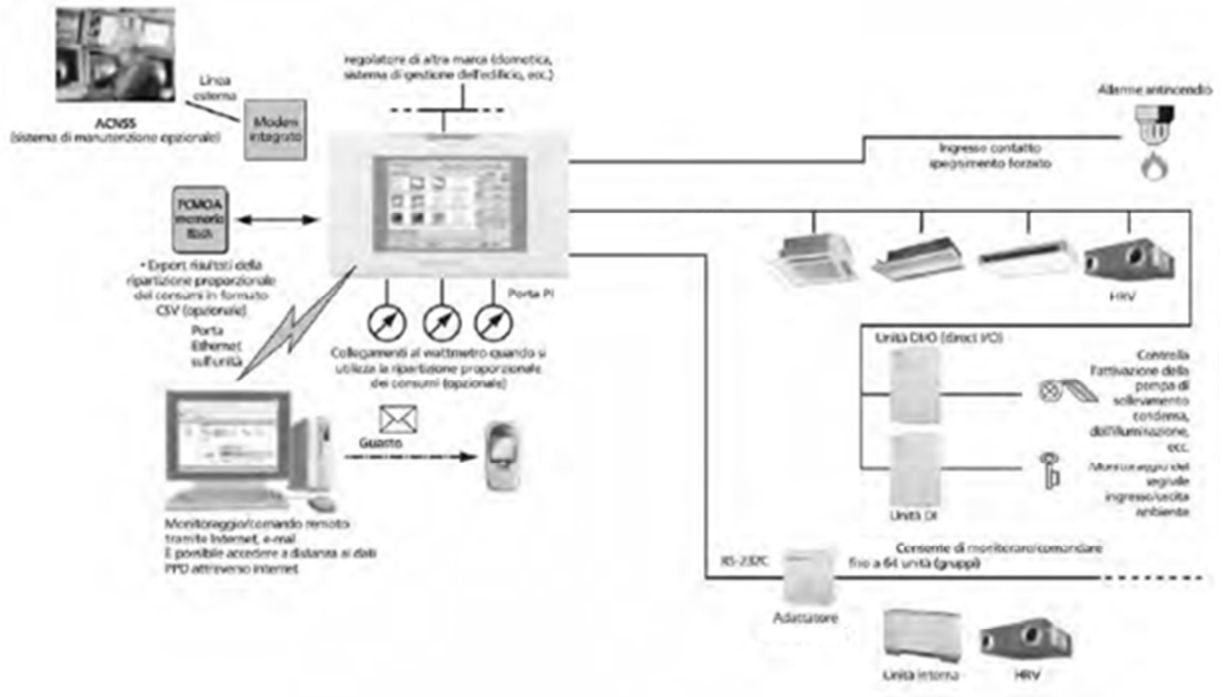 regolatore di altra marca (domotica,
sistema di gestione dell'edificio, ecc.)
Linea
esterna
ACNSS
(sistema di manutenzione opzionale)
Modem
integrato
Allarme antincendio
Ingresso contatto
spegnimento forzato
PCMCIA
memoria
flash
• Export risultati della
ripartizione proporzionale
dei consumi in formato
CSV (opzionale)
Porta
Ethernet
sull'unità
Porta PI
Collegamenti al wattmetro quando si
utilizza la ripartizione proporzionale
dei consumi (opzionale)
HRV
Unità DI/O (direct I/O)
Controlla
l'attivazione della
pompa di
sollevamento
condensa,
dell'illuminazione,
ecc.
Monitoraggio del
segnale
ingresso/uscita
ambiente
Unità DI
Guasto
Monitoraggio/comando remoto
tramite Internet, e-mail
È possibile accedere a distanza ai dati
PPD attreverso internet
RS-232C
Consente di monitorare/comandare
fino a 64 unità (gruppi)
Adattatore
Unità interna
HRV